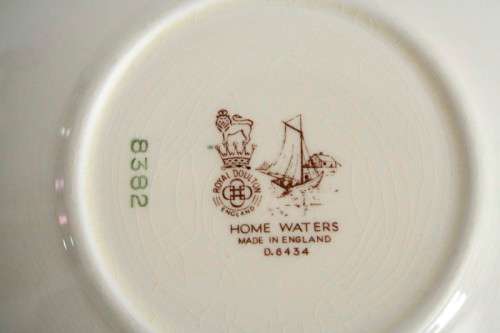 8382
ROYAL DOULTON
ENGLAND
HOME WATERS
MADE IN ENGLAND
D.6434